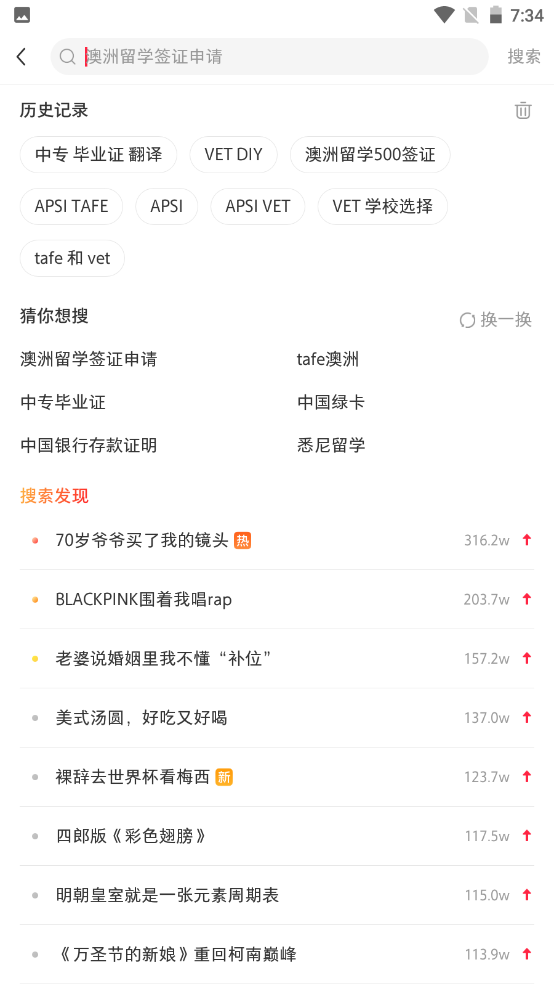 7:34
澳洲留学签证申请 搜索
历史记录
中专 毕业证 翻译 VET DIY 澳洲留学500签证
APSI TAFE APSI APSI VET VET 学校选择
tafe 和 vet
猜你想搜 换一换
澳洲留学签证申请 tafe澳洲
中专毕业证 中国绿卡
中国银行存款证明 悉尼留学
搜索发现
70岁爷爷买了我的镜头 热 316.2w
BLACKPINK围着我唱rap 203.7w
老婆说婚姻里我不懂“补位” 157.2w
美式汤圆，好吃又好喝 137.0w
裸辞去世界杯看梅西 新 123.7w
四郎版《彩色翅膀》 117.5w
明朝皇室就是一张元素周期表 115.0w
《万圣节的新娘》重回柯南巅峰 113.9w